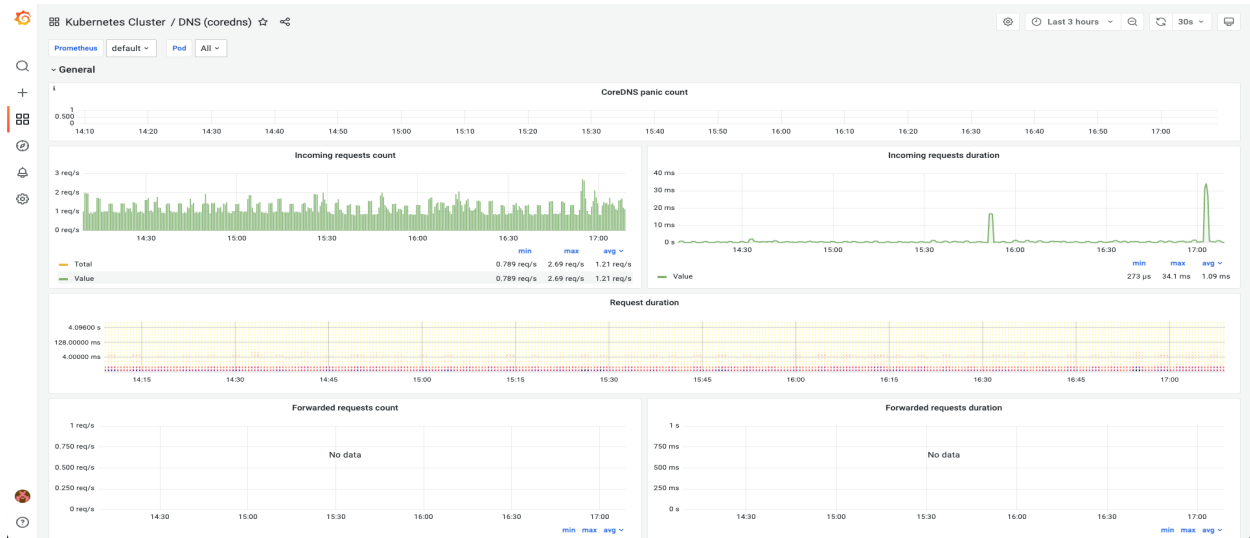 Kubernetes Cluster / DNS (coredns)
Last 3 hours
30s
Prometheus default Pod All
General
i
CoreDNS panic count
1
0.500
0
14:10 14:20 14:30 14:40 14:50 15:00 15:10 15:20 15:30 15:40 15:50 16:00 16:10 16:20 16:30 16:40 16:50 17:00
Incoming requests count
3 req/s
2 req/s
1 req/s
0 req/s
14:30 15:00 15:30 16:00 16:30 17:00
min max avg
Total 0.789 req/s 2.69 req/s 1.21 req/s
Value 0.789 req/s 2.69 req/s 1.21 req/s
Incoming requests duration
40 ms
30 ms
20 ms
10 ms
0 s
14:30 15:00 15:30 16:00 16:30 17:00
min max avg
Value 273 µs 34.1 ms 1.09 ms
Request duration
4.09600 s
128.00000 ms
4.00000 ms
14:15 14:30 14:45 15:00 15:15 15:30 15:45 16:00 16:15 16:30 16:45 17:00
Forwarded requests count
1 req/s
0.750 req/s
0.500 req/s
0.250 req/s
0 req/s
No data
14:30 15:00 15:30 16:00 16:30 17:00
min max avg
Forwarded requests duration
1 s
750 ms
500 ms
250 ms
0 s
No data
14:30 15:00 15:30 16:00 16:30 17:00
min max avg